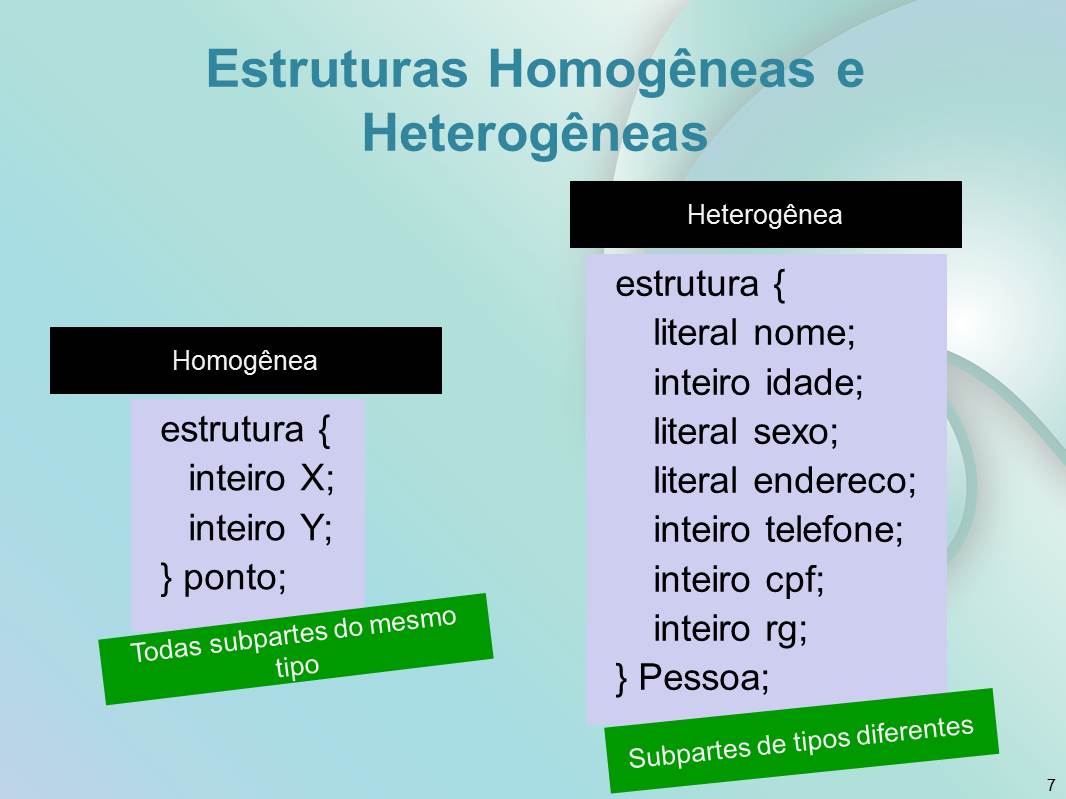 Estruturas Homogêneas e
Heterogêneas
Homogênea
estrutura {
inteiro X;
inteiro Y;
} ponto;
Todas subpartes do mesmo
tipo
Heterogênea
estrutura {
literal nome;
inteiro idade;
literal sexo;
literal endereco;
inteiro telefone;
inteiro cpf;
inteiro rg;
} Pessoa;
Subpartes de tipos diferentes
7